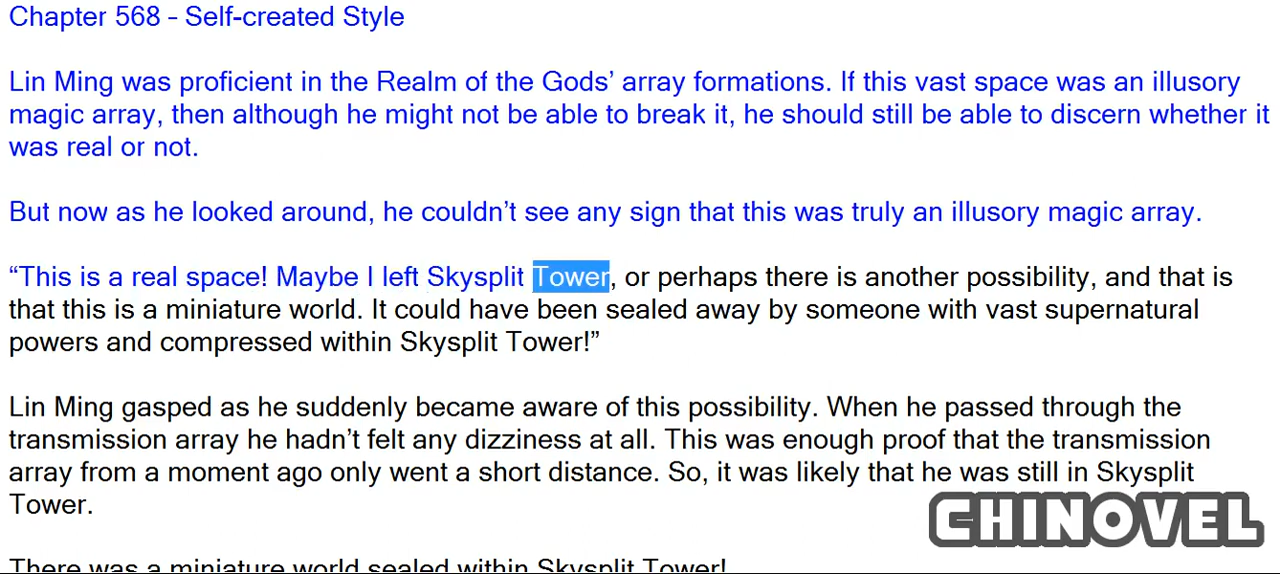 Chapter 568 - Self-created Style
Lin Ming was proficient in the Realm of the Gods’ array formations. If this vast space was an illusory
magic array, then although he might not be able to break it, he should still be able to discern whether it
was real or not.
But now as he looked around, he couldn’t see any sign that this was truly an illusory magic array.
“This is a real space! Maybe I left Skysplit Tower, or perhaps there is another possibility, and that is
that this is a miniature world. It could have been sealed away by someone with vast supernatural
powers and compressed within Skysplit Tower!”
Lin Ming gasped as he suddenly became aware of this possibility. When he passed through the
transmission array he hadn’t felt any dizziness at all. This was enough proof that the transmission
array from a moment ago only went a short distance. So, it was likely that he was still in Skysplit
Tower.
CHINOVEL
There was a miniature world sealed within Skysplit Tower!